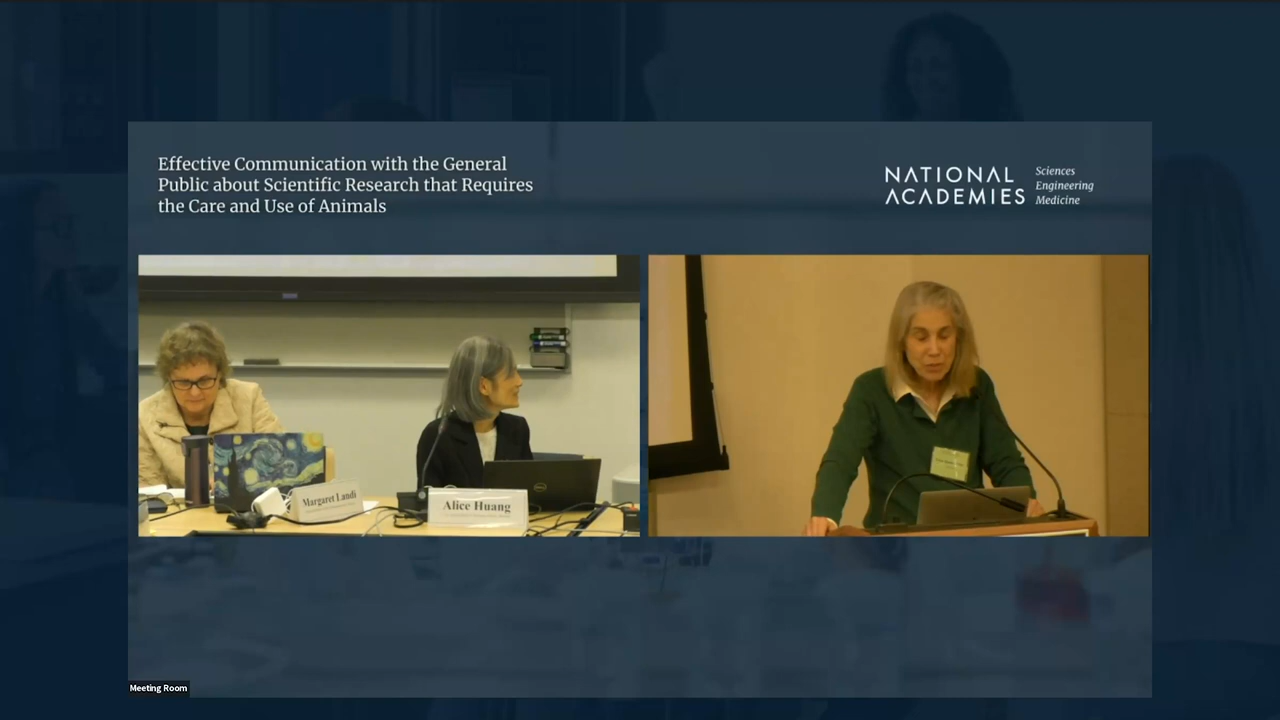 Effective Communication with the General
Public about Scientific Research that Requires
the Care and Use of Animals
NATIONAL
ACADEMIES
Sciences
Engineering
Medicine
Margaret Landi
Alice Huang
DELL
Meeting Room